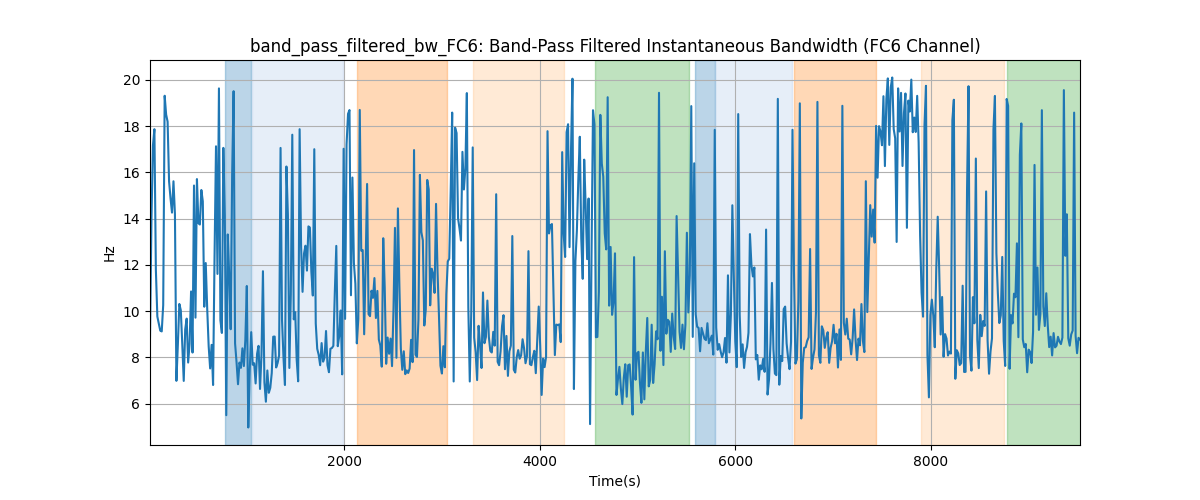 band_pass_filtered_bw_FC6: Band-Pass Filtered Instantaneous Bandwidth (FC6 Channel)
20
18
16
14
12
10
8
6
Hz
2000 4000 6000 8000
Time(s)